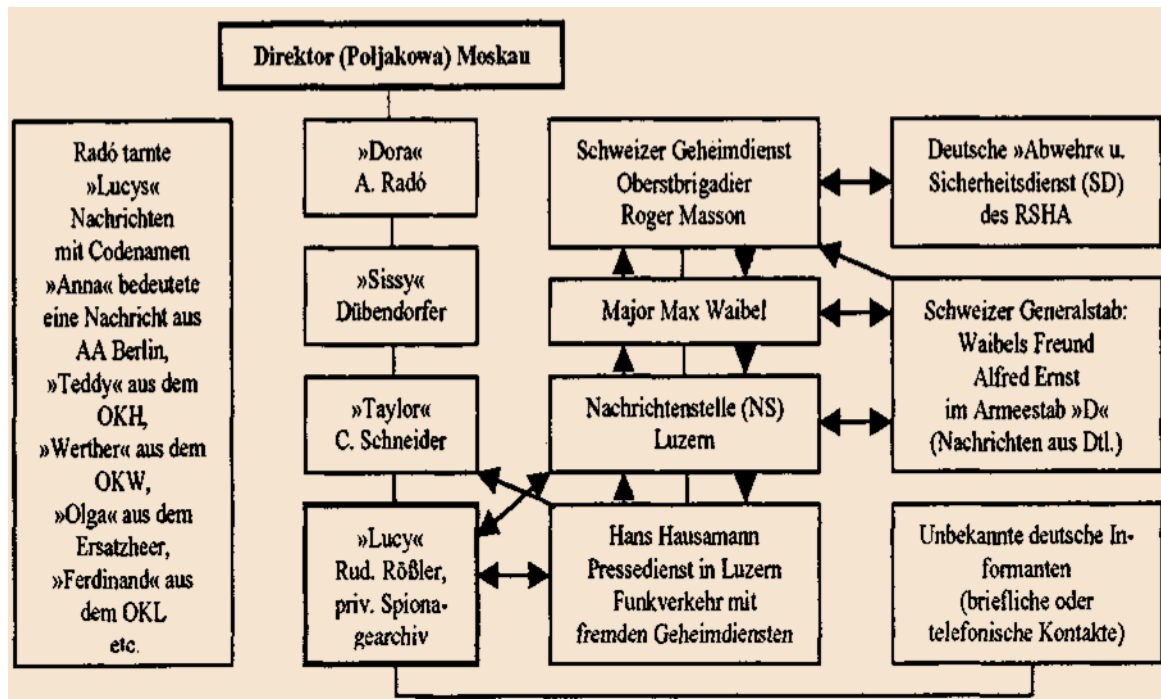 Direktor (Poljakowa) Moskau
Radó tarnte
»Lucys«
Nachrichten
mit Codenamen
»Anna« bedeutete
eine Nachricht aus
AA Berlin,
»Teddy« aus dem
OKH,
»Werther« aus dem
OKW,
»Olga« aus dem
Ersatzheer,
»Ferdinand« aus
dem OKL
etc.
»Dora«
A. Radó
»Sissy«
Dübendorfer
»Taylor«
C. Schneider
»Lucy«
Rud. Rößler,
priv. Spiona-
gearchiv
Schweizer Geheimdienst
Oberstbrigadier
Roger Masson
Major Max Waibel
Nachrichtenstelle (NS)
Luzern
Hans Hausamann
Pressedienst in Luzern
Funkverkehr mit
fremden Geheimdiensten
Deutsche »Abwehr« u.
Sicherheitsdienst (SD)
des RSHA
Schweizer Generalstab:
Waibels Freund
Alfred Ernst
im Armeestab »D«
(Nachrichten aus Dtl.)
Unbekannte deutsche In-
formanten
(briefliche oder
telefonische Kontakte)